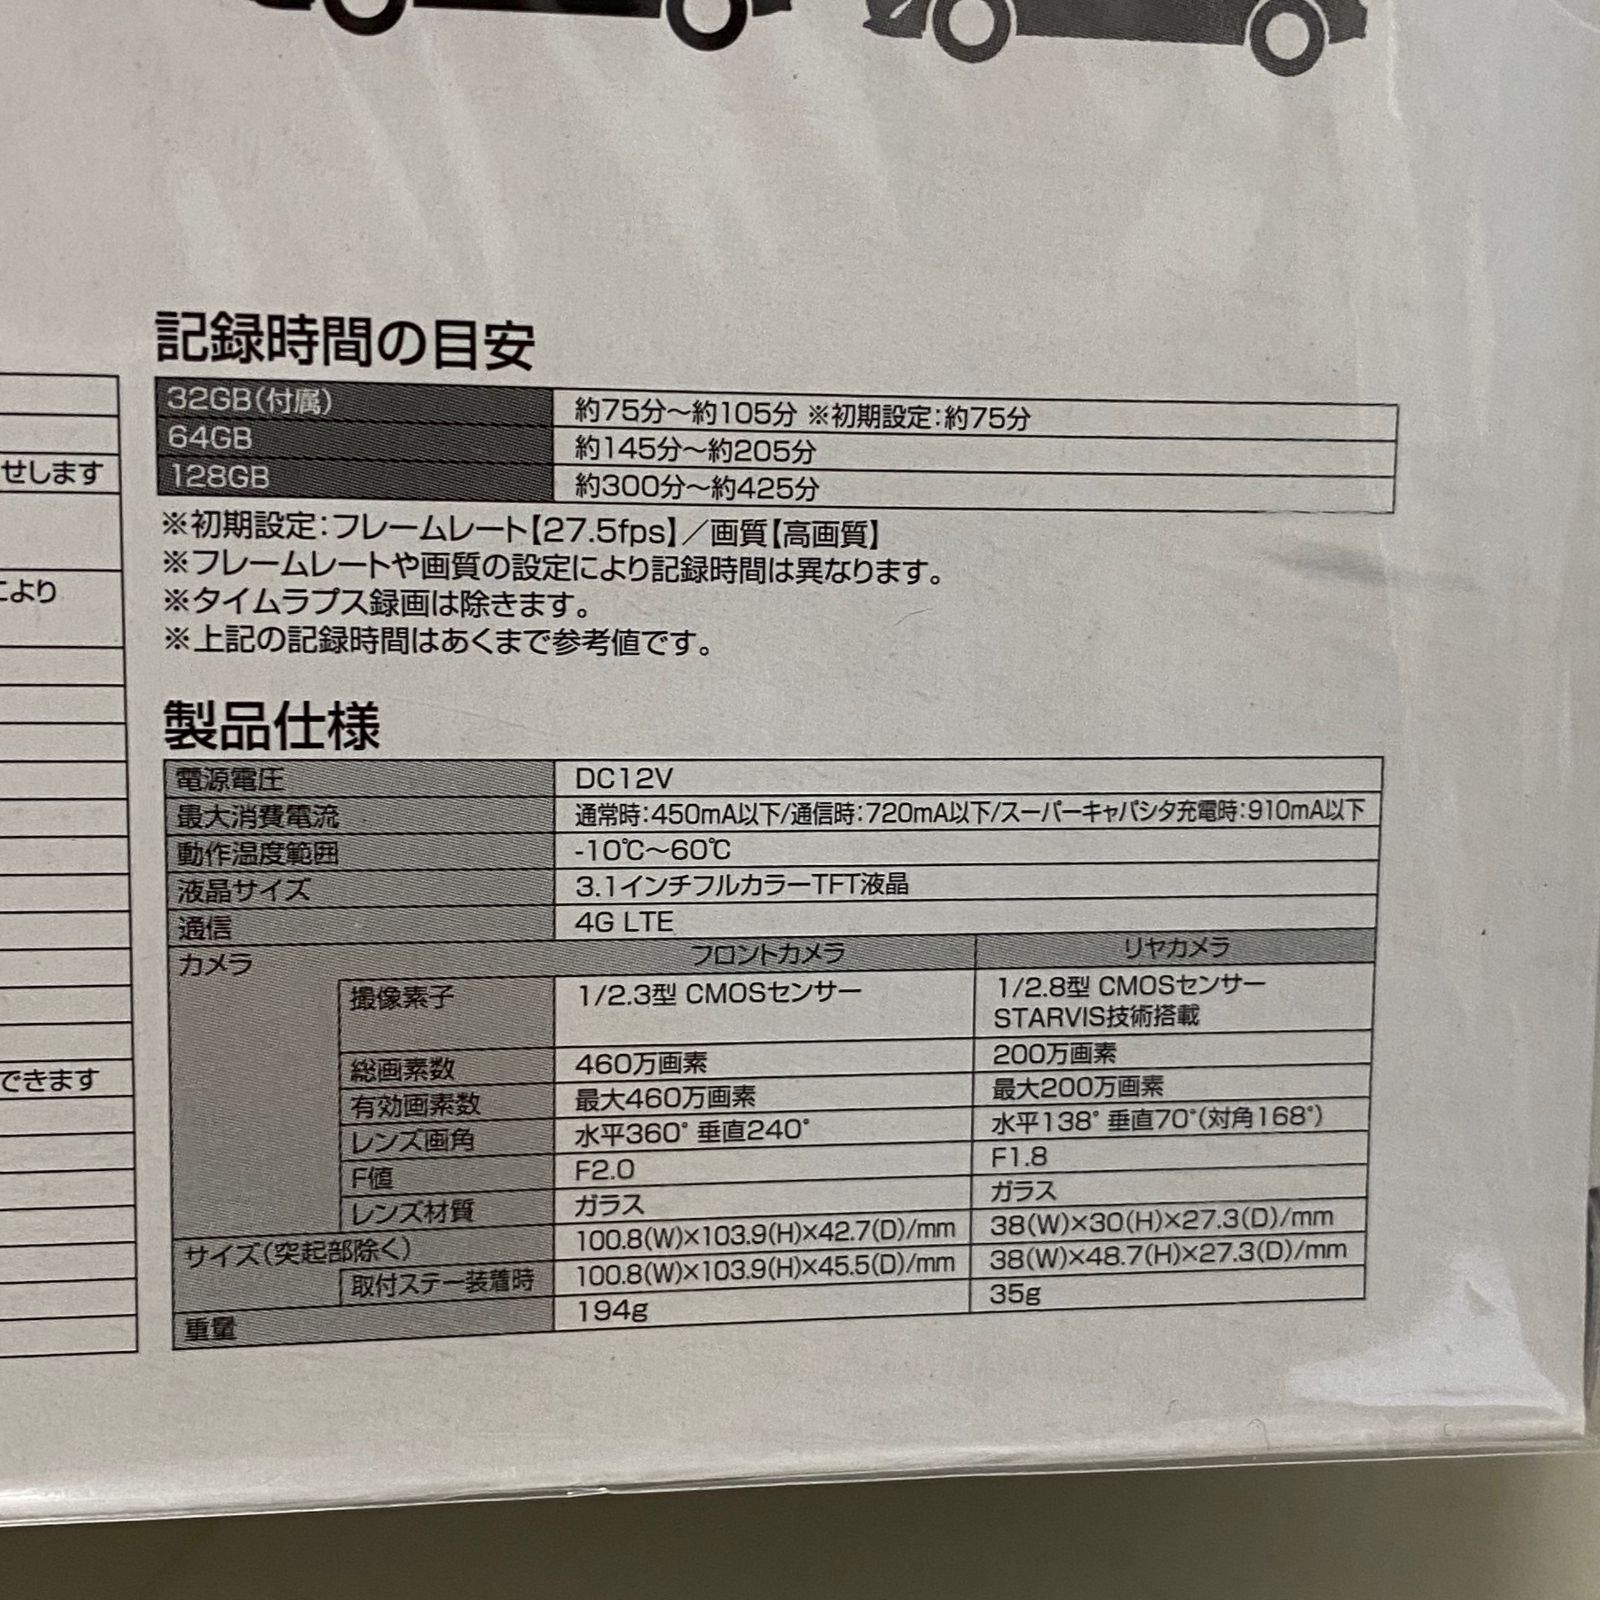 せします
により
できます
記録時間の目安
32GB(付属) 約75分〜約105分 ※初期設定:約75分
64GB 約145分〜約205分
128GB 約300分〜約425分
※初期設定:フレームレート【27.5fps】／画質【高画質】
※フレームレートや画質の設定により記録時間は異なります。
※タイムラプス録画は除きます。
※上記の記録時間はあくまで参考値です。
製品仕様
電源電圧 DC12V
最大消費電流 通常時:450mA以下/通信時:720mA以下/スーパーキャパシタ充電時:910mA以下
動作温度範囲 -10℃〜60℃
液晶サイズ 3.1インチフルカラーTFT液晶
通信 4G LTE
カメラ フロントカメラ リヤカメラ
撮像素子 1/2.3型 CMOSセンサー 1/2.8型 CMOSセンサー
STARVIS技術搭載
総画素数 460万画素 200万画素
有効画素数 最大460万画素 最大200万画素
レンズ画角 水平360° 垂直240° 水平138° 垂直70°(対角168°)
F値 F2.0 F1.8
レンズ材質 ガラス ガラス
サイズ(突起部除く) 100.8(W)×103.9(H)×42.7(D)/mm 38(W)×30(H)×27.3(D)/mm
取付ステー装着時 100.8(W)×103.9(H)×45.5(D)/mm 38(W)×48.7(H)×27.3(D)/mm
重量 194g 35g